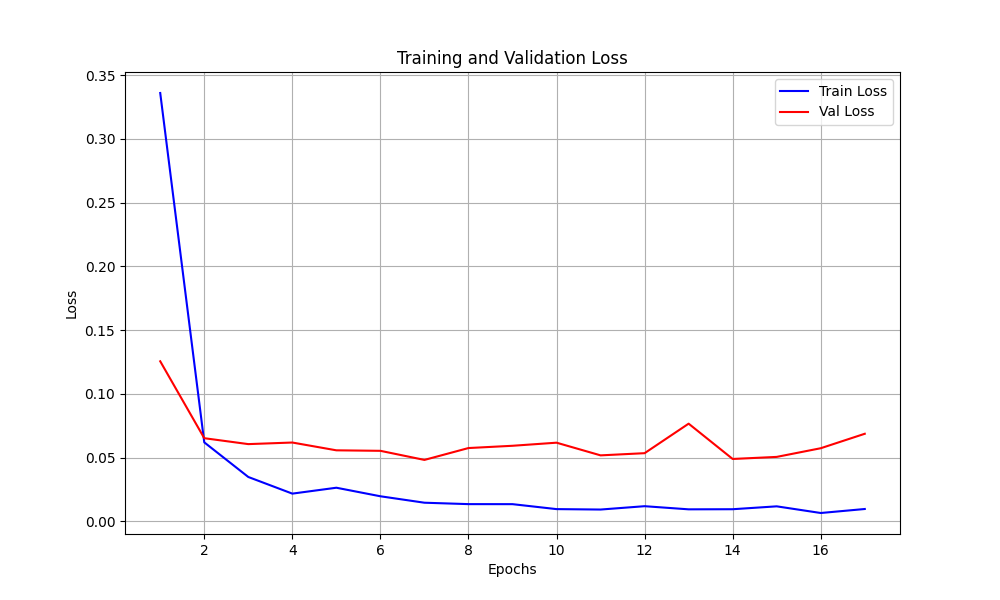 Training and Validation Loss
Train Loss
Val Loss
0.35
0.30
0.25
0.20
0.15
0.10
0.05
0.00
Loss
2 4 6 8 10 12 14 16
Epochs